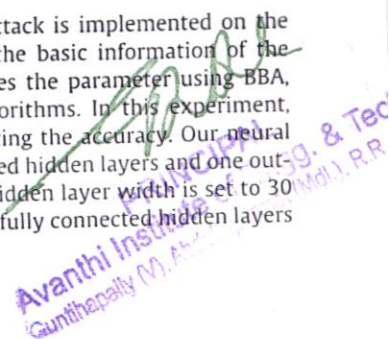 ttack is implemented on the
the basic information of the
es the parameter using BBA,
orithms. In this experiment,
ing the accuracy. Our neural
ed hidden layers and one out-
idden layer width is set to 30
fully connected hidden layers
PRINCIPAL
Avanthi Institute of Engg. & Tec
Gunthapally (V), (Mdl.), R.R